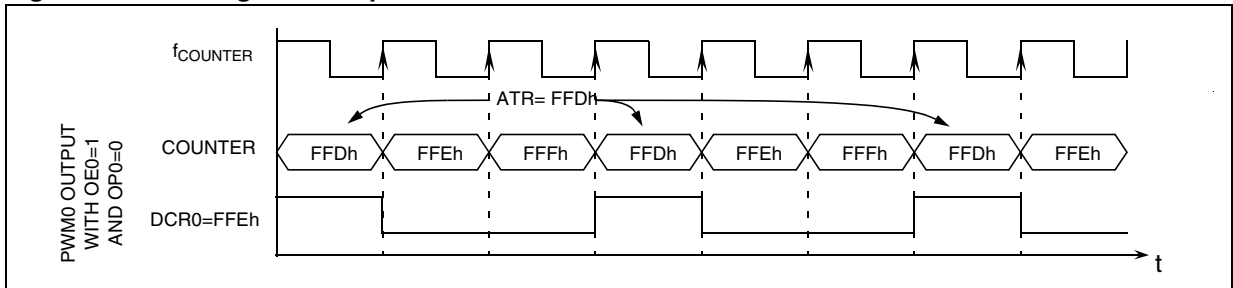 fCOUNTER
ATR= FFDh
COUNTER
FFDh FFEh FFFh FFDh FFEh FFFh FFDh FFEh
PWM0 OUTPUT
WITH OE0=1
AND OP0=0
DCR0=FFEh
t